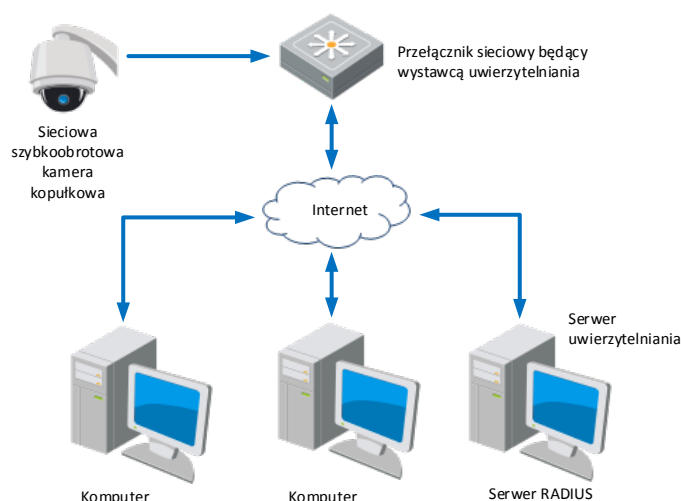 Przełącznik sieciowy będący
wystawcą uwierzytelniania
Sieciowa
szybkoobrotowa
kamera
kopułkowa
Internet
Serwer
uwierzytelniania
Komputer
Komputer
Serwer RADIUS